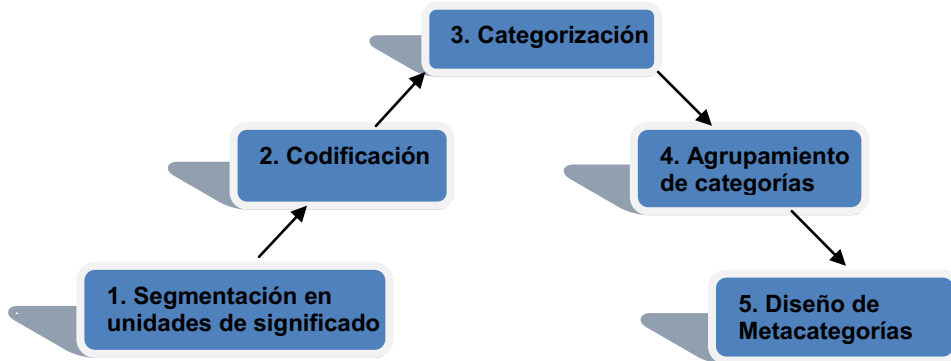 3. Categorización
2. Codificación
4. Agrupamiento
de categorías
1. Segmentación en
unidades de significado
5. Diseño de
Metacategorías